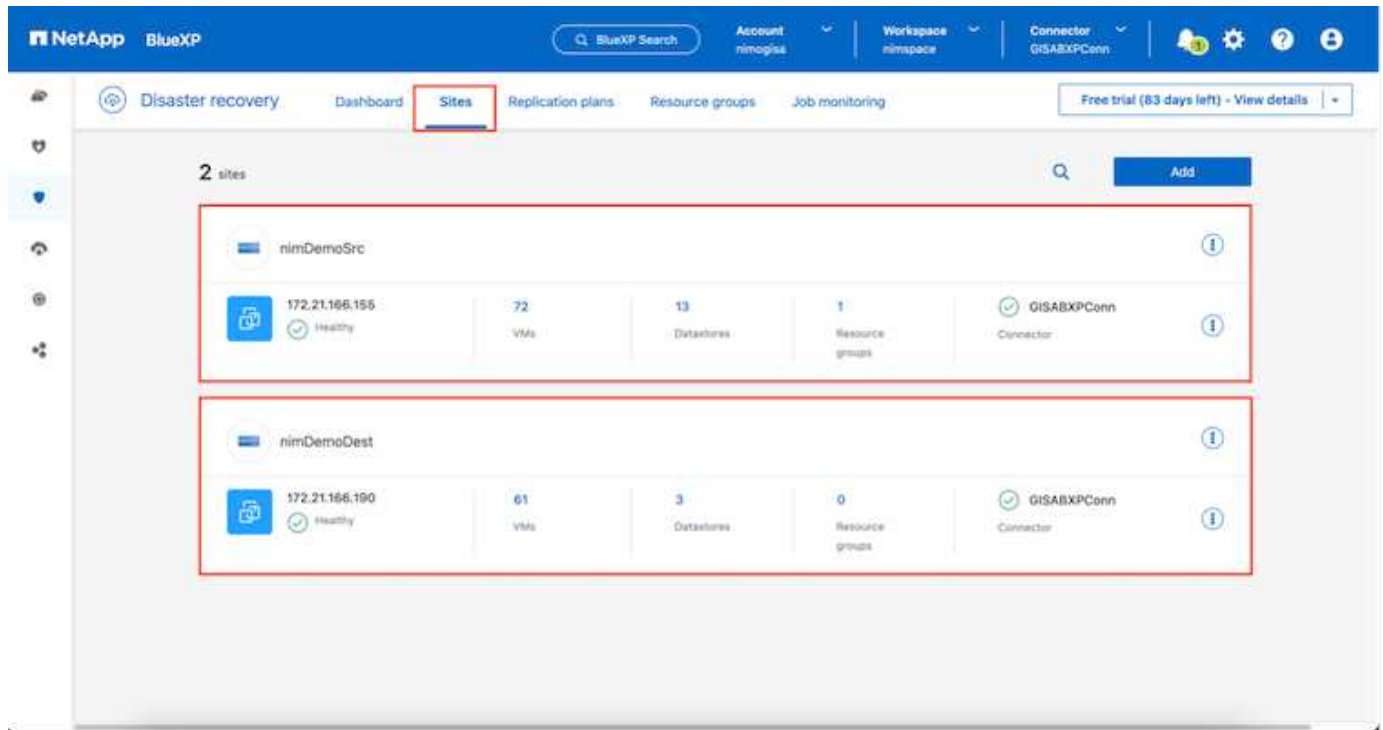 NetApp BlueXP
BlueXP Search
Account
nimogisa
Workspace
nimspace
Connector
GISABXPConn
1
Disaster recovery
Dashboard
Sites
Replication plans
Resource groups
Job monitoring
Free trial (83 days left) - View details
2 sites
Add
nimDemoSrc
172.21.166.155
Healthy
72
VMs
13
Datastores
1
Resource
groups
GISABXPConn
Connector
nimDemoDest
172.21.166.190
Healthy
61
VMs
3
Datastores
0
Resource
groups
GISABXPConn
Connector